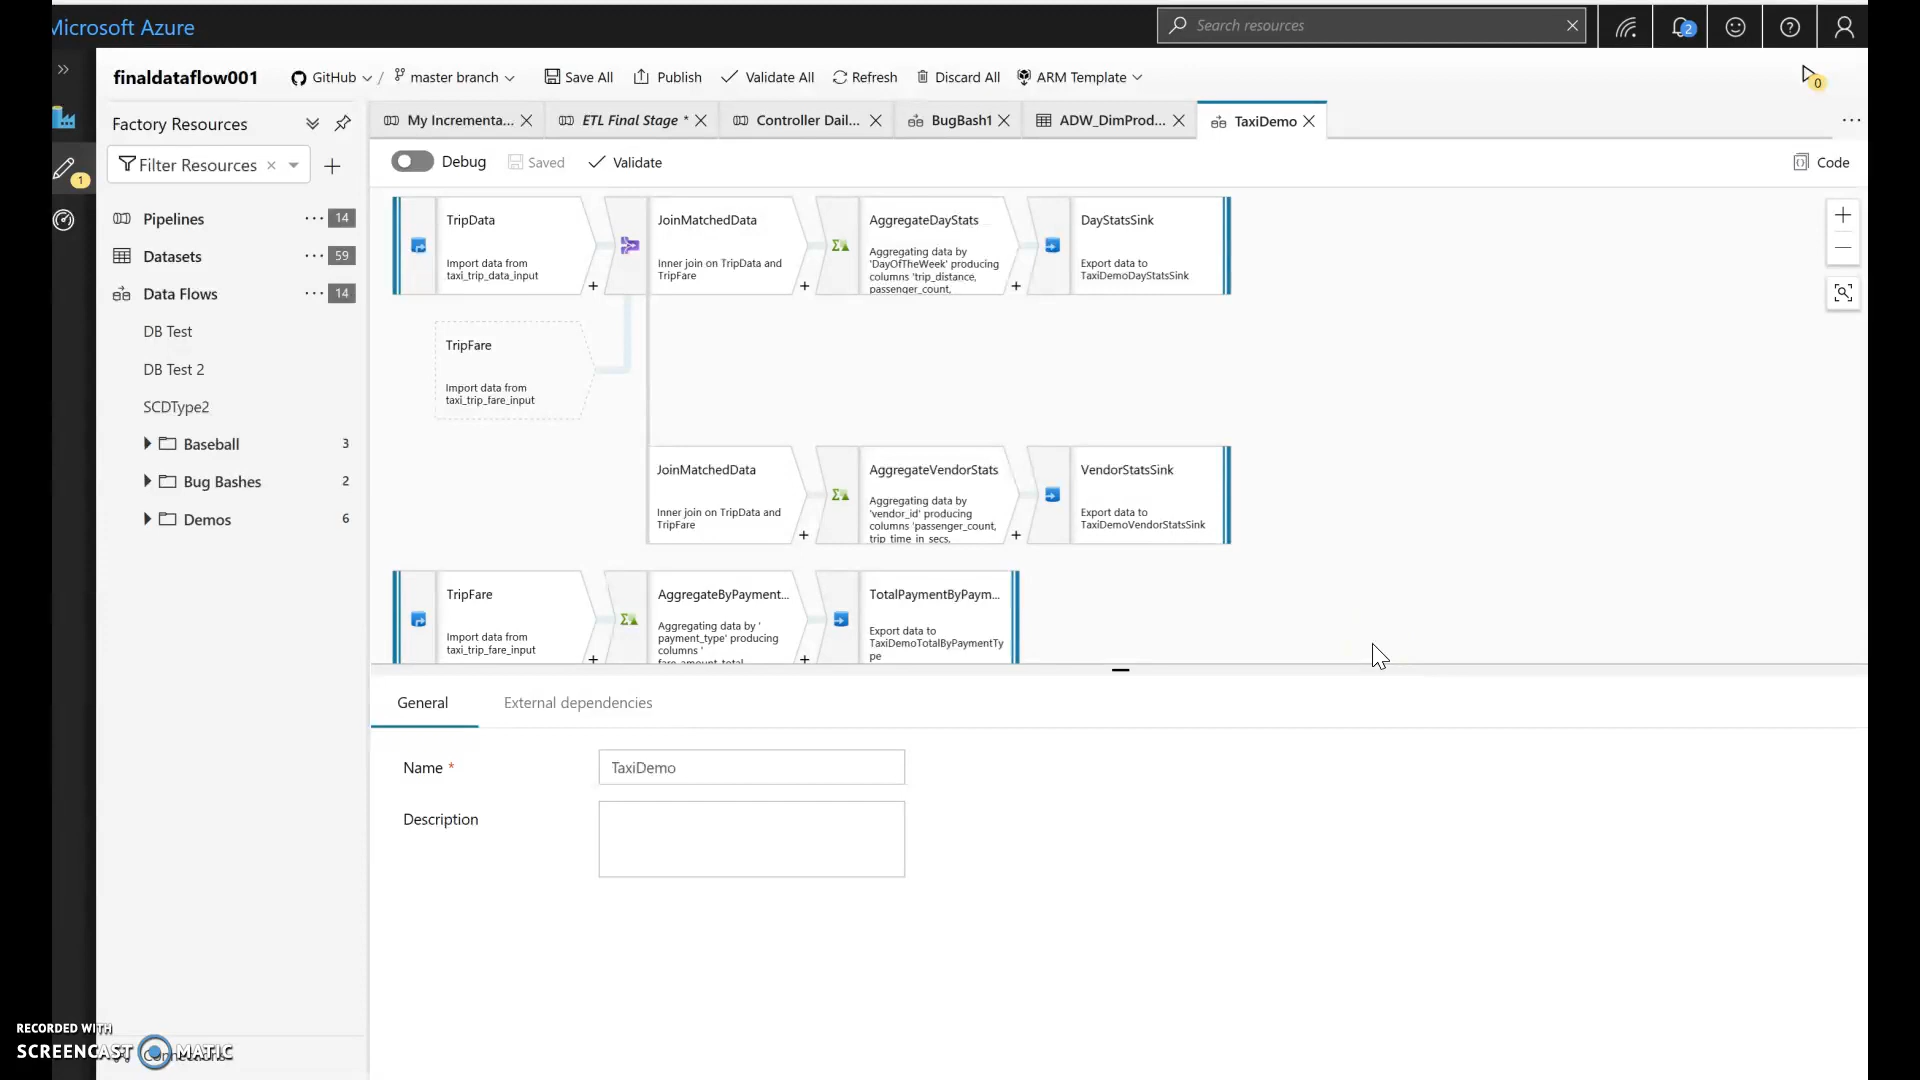 Microsoft Azure
Search resources
2
finaldataflow001
GitHub
/
master branch
Save All
Publish
Validate All
Refresh
Discard All
ARM Template
0
Factory Resources
My Incrementa...
ETL Final Stage *
Controller Dail...
BugBash1
ADW_DimProd...
TaxiDemo
Filter Resources
Debug
Saved
Validate
Code
1
Pipelines
14
Datasets
59
Data Flows
14
DB Test
DB Test 2
SCDType2
Baseball
3
Bug Bashes
2
Demos
6
TripData
Import data from
taxi_trip_data_input
JoinMatchedData
Inner join on TripData and
TripFare
AggregateDayStats
Aggregating data by
'DayOfTheWeek' producing
columns 'trip_distance,
passenger_count,
DayStatsSink
Export data to
TaxiDemoDayStatsSink
TripFare
Import data from
taxi_trip_fare_input
JoinMatchedData
Inner join on TripData and
TripFare
AggregateVendorStats
Aggregating data by
'vendor_id' producing
columns 'passenger_count,
trip_time_in_secs,
VendorStatsSink
Export data to
TaxiDemoVendorStatsSink
TripFare
Import data from
taxi_trip_fare_input
AggregateByPayment...
Aggregating data by '
payment_type' producing
columns '
fare_amount_total
TotalPaymentByPaym...
Export data to
TaxiDemoTotalByPaymentTy
pe
General
External dependencies
Name *
TaxiDemo
Description
RECORDED WITH
SCREENCAST MATIC